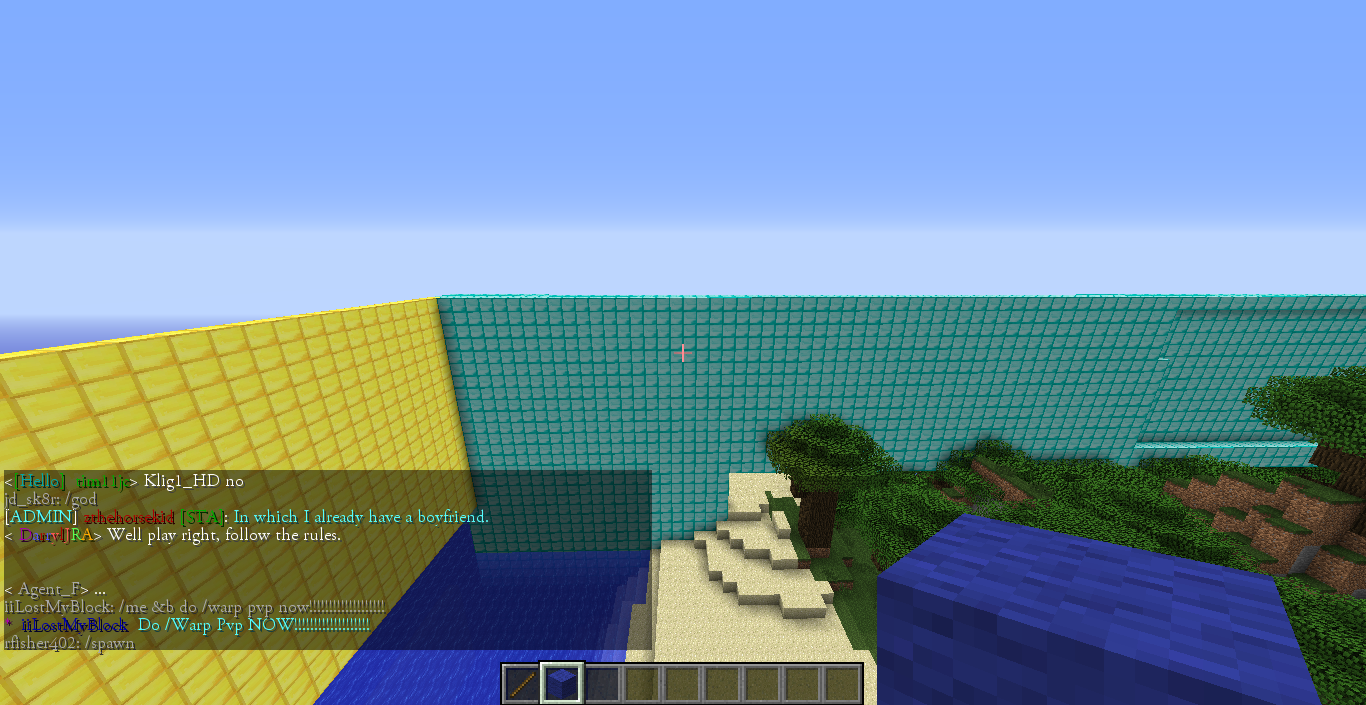 <[Hello] tim11jc> Klig1_HD no
jd_sk8r: /god
[ADMIN] zthehorsekid [STA]: In which I already have a boyfriend.
< Darryl]RA> Well play right, follow the rules.
< Agent_F> ...
iiLostMyBlock: /me &b do /warp pvp now!!!!!!!!!!!!!!!!!!!
* iiLostMyBlock Do /Warp Pvp NOW!!!!!!!!!!!!!!!!!!!
rfisher402: /spawn